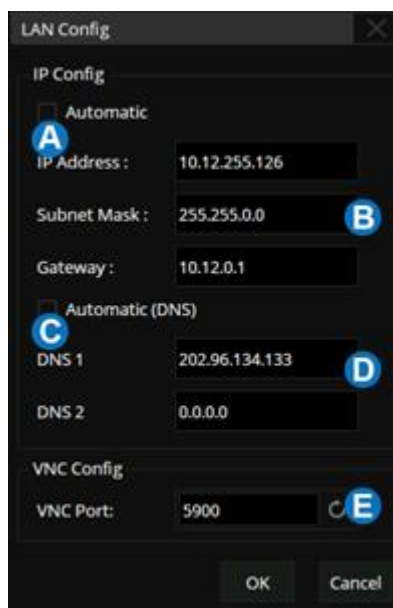 LAN Config
IP Config
Automatic
A
IP Address : 10.12.255.126
Subnet Mask : 255.255.0.0 B
Gateway : 10.12.0.1
Automatic (DNS)
C
DNS 1 202.96.134.133 D
DNS 2 0.0.0.0
VNC Config
VNC Port: 5900 E
OK Cancel